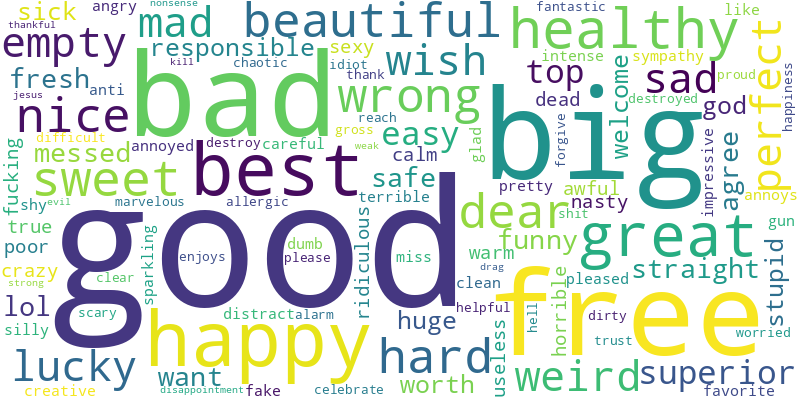 sick
angry
nonsense
thankful
mad
beautiful
fantastic
like
healthy
empty
responsible
sexy
wish
intense
sympathy
perfect
kill
chaotic
idiot
thank
top
sad
proud
happiness
fresh
anti
bad
wrong
big
dead
welcome
destroyed
god
jesus
nice
reach
gross
easy
glad
forgive
impressive
agree
difficult
annoyed
destroy
careful
weak
calm
messed
best
safe
pretty
awful
nasty
annoys
fucking
sweet
terrible
shy
evil
marvelous
allergic
good
dear
shit
gun
true
poor
sparkling
enjoys
dumb
please
ridiculous
miss
warm
funny
great
stupid
crazy
clear
strong
drag
clean
free
pleased
straight
lol
scary
happy
distract
alarm
huge
helpful
hell
horrible
dirty
silly
trust
worried
lucky
want
hard
useless
weird
superior
creative
disappointment
fake
celebrate
worth
favorite